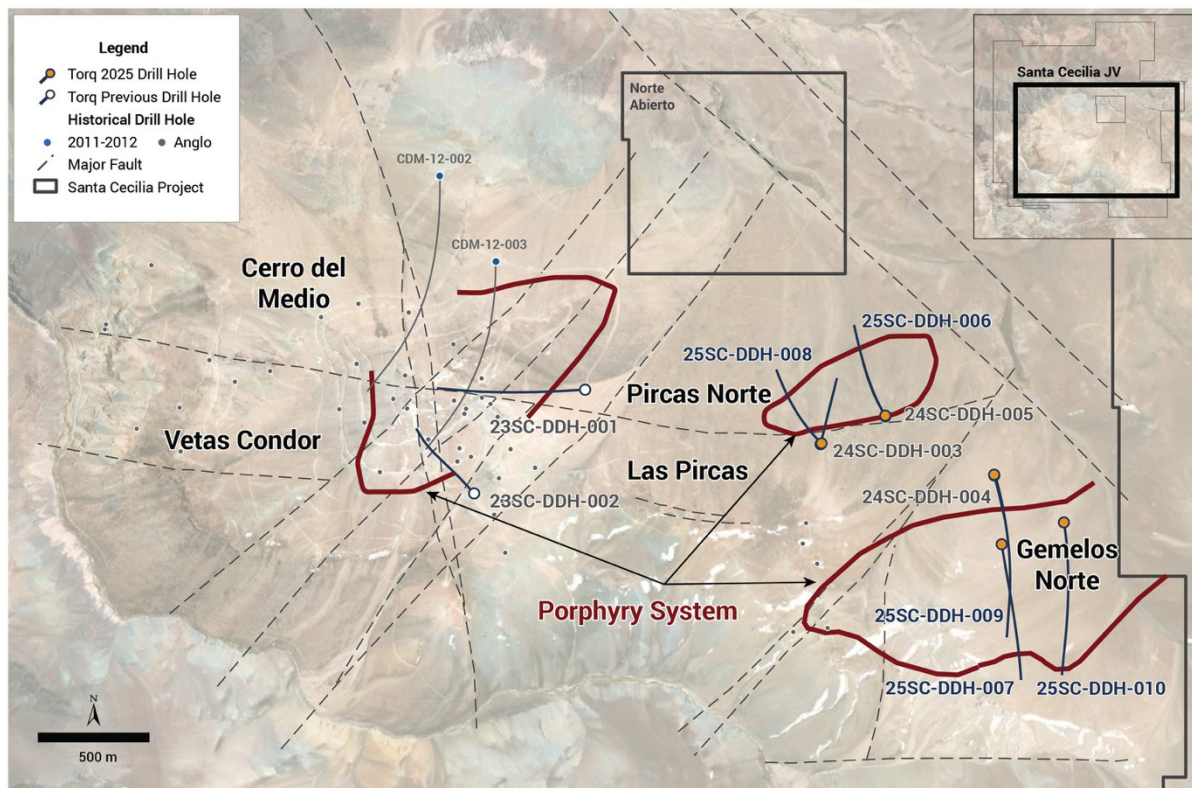 Legend
Torq 2025 Drill Hole
Torq Previous Drill Hole
Historical Drill Hole
2011-2012
Anglo
Major Fault
Santa Cecilia Project
Norte
Abierto
Santa Cecilia JV
CDM-12-002
CDM-12-003
Cerro del
Medio
25SC-DDH-006
25SC-DDH-008
Pircas Norte
24SC-DDH-005
23SC-DDH-001
Vetas Condor
24SC-DDH-003
Las Pircas
24SC-DDH-004
23SC-DDH-002
Gemelos
Norte
Porphyry System
25SC-DDH-009
25SC-DDH-007
25SC-DDH-010
N
500 m